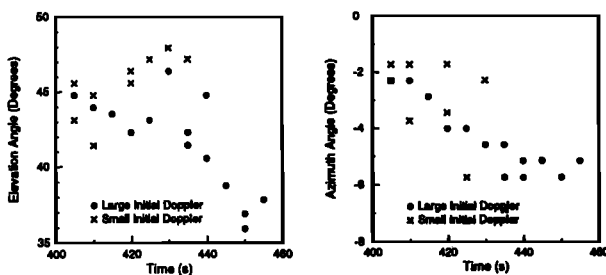 50
45
40
35
Elevation Angle (Degrees)
● Large Initial Doppler
× Small Initial Doppler
400 420 440 460
Time (s)
-0
-2
-4
-6
-8
Azimuth Angle (Degrees)
● Large Initial Doppler
× Small Initial Doppler
400 420 440 460
Time (s)